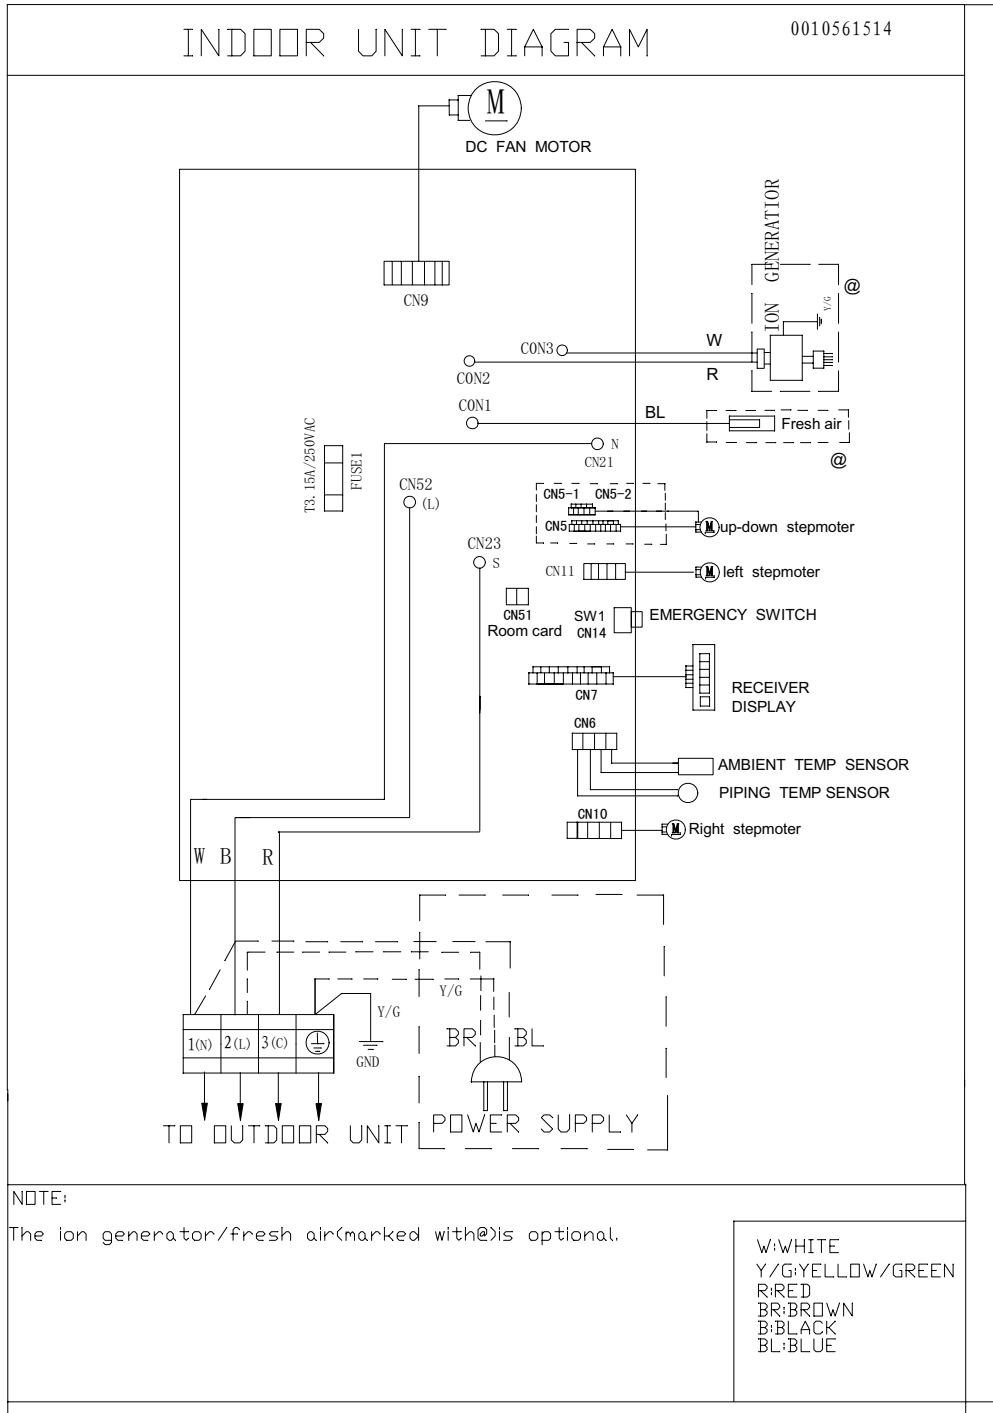 INDOOR UNIT DIAGRAM
0010561514
M
DC FAN MOTOR
CN9
ION GENERATIOR
Y/G
@
CON3
W
CON2
R
CON1
BL
Fresh air
@
T3.15A/250VAC
FUSE1
N
CN21
CN52
(L)
CN5-1 CN5-2
CN5
M
up-down stepmoter
CN23
S
CN11
M
left stepmoter
CN51
Room card
SW1
CN14
EMERGENCY SWITCH
CN7
RECEIVER
DISPLAY
CN6
AMBIENT TEMP SENSOR
PIPING TEMP SENSOR
CN10
M
Right stepmoter
W B R
Y/G
Y/G
BR BL
1(N) 2(L) 3(C)
GND
POWER SUPPLY
TO OUTDOOR UNIT
NOTE:
The ion generator/fresh air(marked with@)is optional.
W:WHITE
Y/G:YELLOW/GREEN
R:RED
BR:BROWN
B:BLACK
BL:BLUE